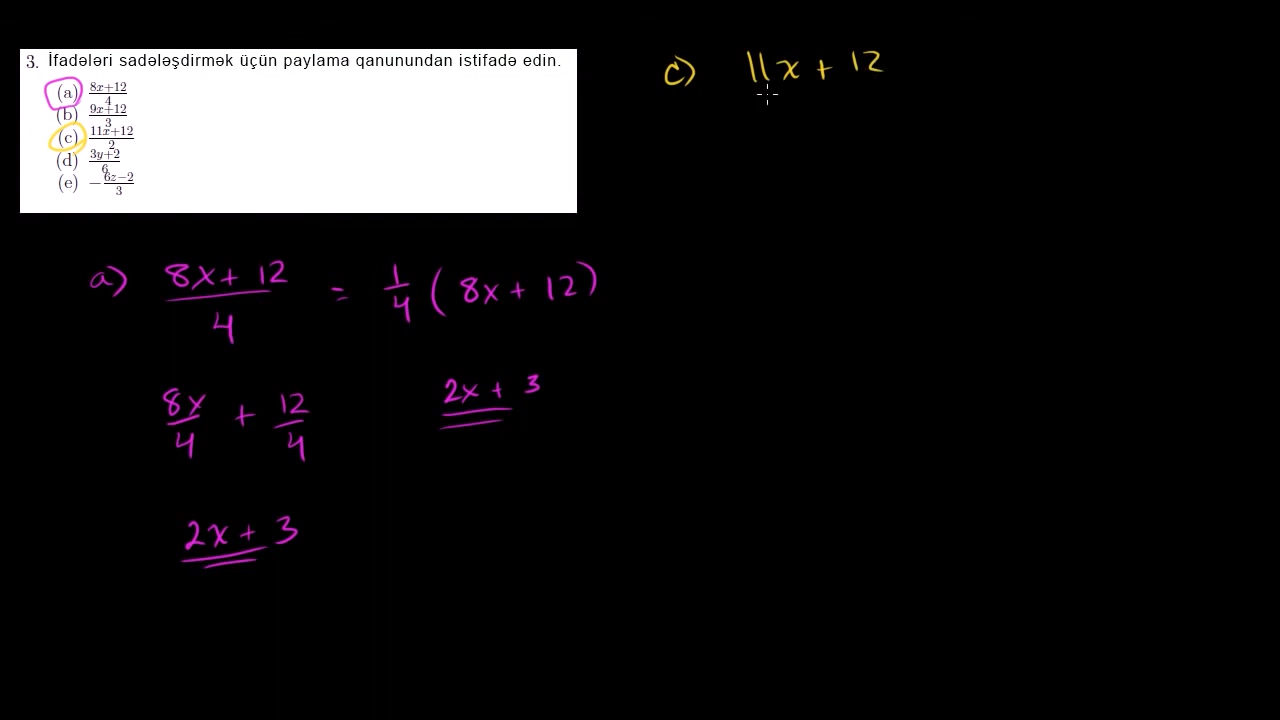 3. İfadələri sadələşdirmək üçün paylama qanunundan istifadə edin.
(a) 8x+12/4
(b) 9x+12/3
(c) 11x+12/2
(d) 3y+2/6
(e) −6z−2/3
c) 11x + 12
a) 8x + 12/4 = 1/4 (8x + 12)
8x/4 + 12/4
2x + 3
2x + 3